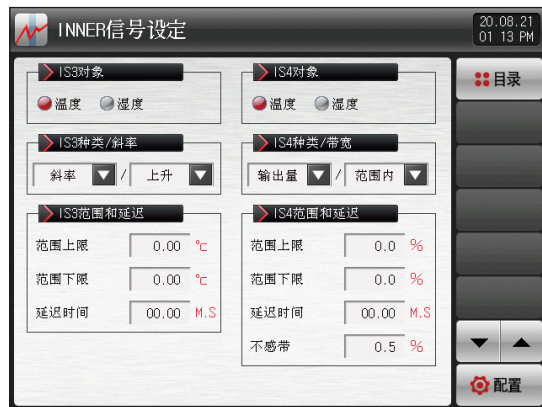 INNER信号设定
20.08.21
01 13 PM
IS3对象
温度 湿度
IS4对象
温度 湿度
目录
IS3种类/斜率
斜率 / 上升
IS4种类/带宽
输出量 / 范围内
IS3范围和延迟
范围上限 0.00 ℃
范围下限 0.00 ℃
延迟时间 00.00 M.S
IS4范围和延迟
范围上限 0.0 %
范围下限 0.0 %
延迟时间 00.00 M.S
不感带 0.5 %
配置